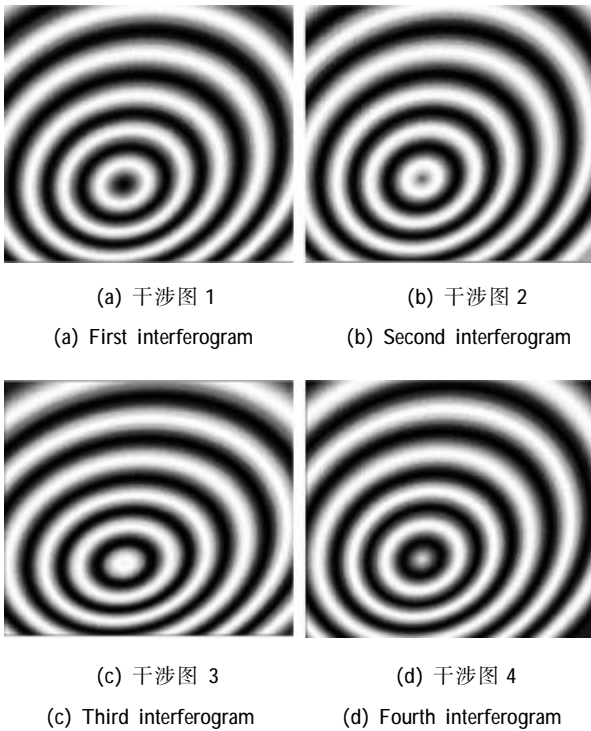 (a) 干涉图 1
(b) 干涉图 2
(a) First interferogram
(b) Second interferogram
(c) 干涉图 3
(d) 干涉图 4
(c) Third interferogram
(d) Fourth interferogram